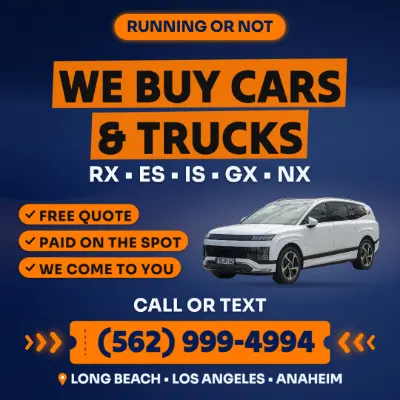 RUNNING OR NOT
WE BUY CARS
& TRUCKS
RX ▪ ES ▪ IS ▪ GX ▪ NX
✓ FREE QUOTE
✓ PAID ON THE SPOT
✓ WE COME TO YOU
CALL OR TEXT
(562) 999-4994
LONG BEACH ▪ LOS ANGELES ▪ ANAHEIM